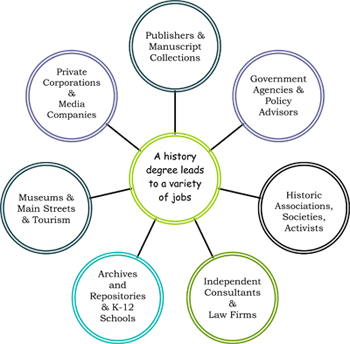 Publishers &
Manuscript
Collections
Private
Corporations
&
Media
Companies
Government
Agencies &
Policy
Advisors
A history
degree leads
to a variety
of jobs
Museums &
Main Streets
& Tourism
Historic
Associations,
Societies,
Activists
Archives
and
Repositories
& K-12
Schools
Independent
Consultants
&
Law Firms